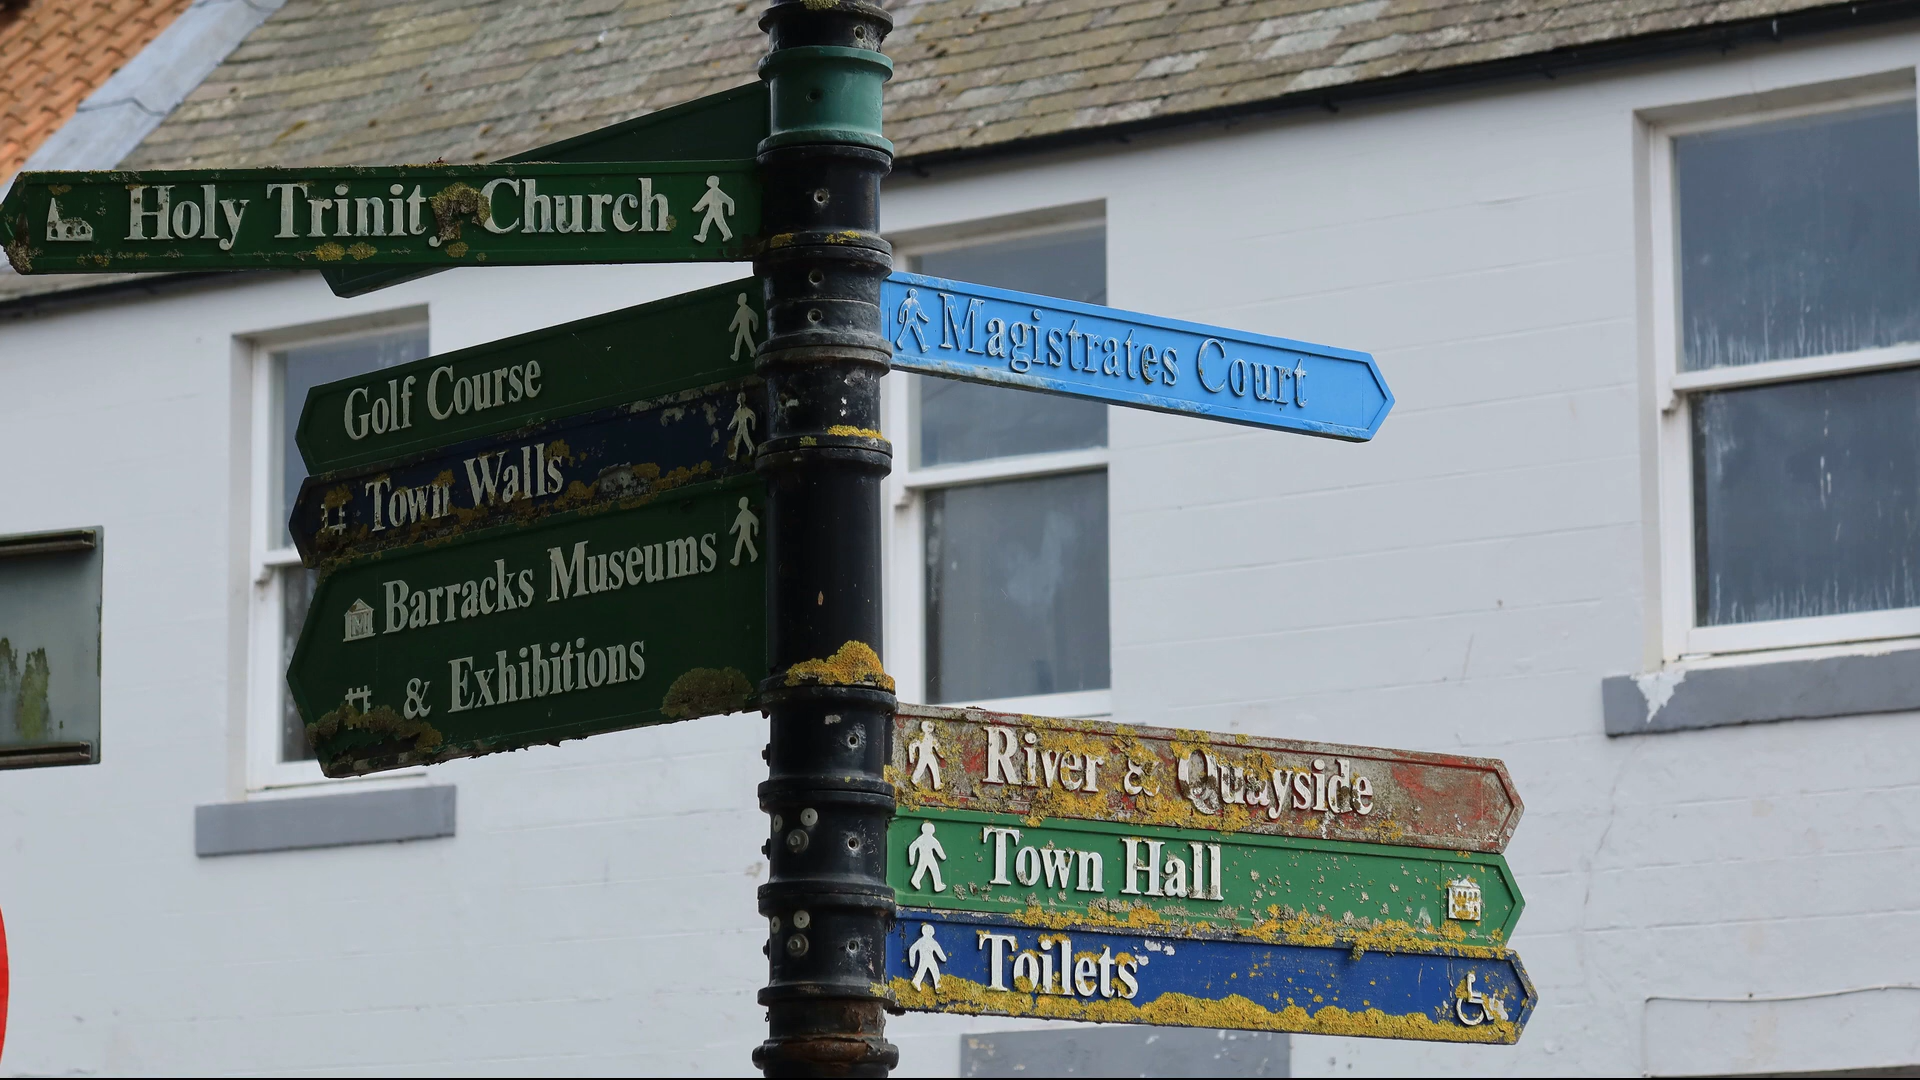 Holy Trinity Church
Golf Course
Town Walls
Barracks Museums
& Exhibitions
Magistrates Court
River & Quayside
Town Hall
Toilets